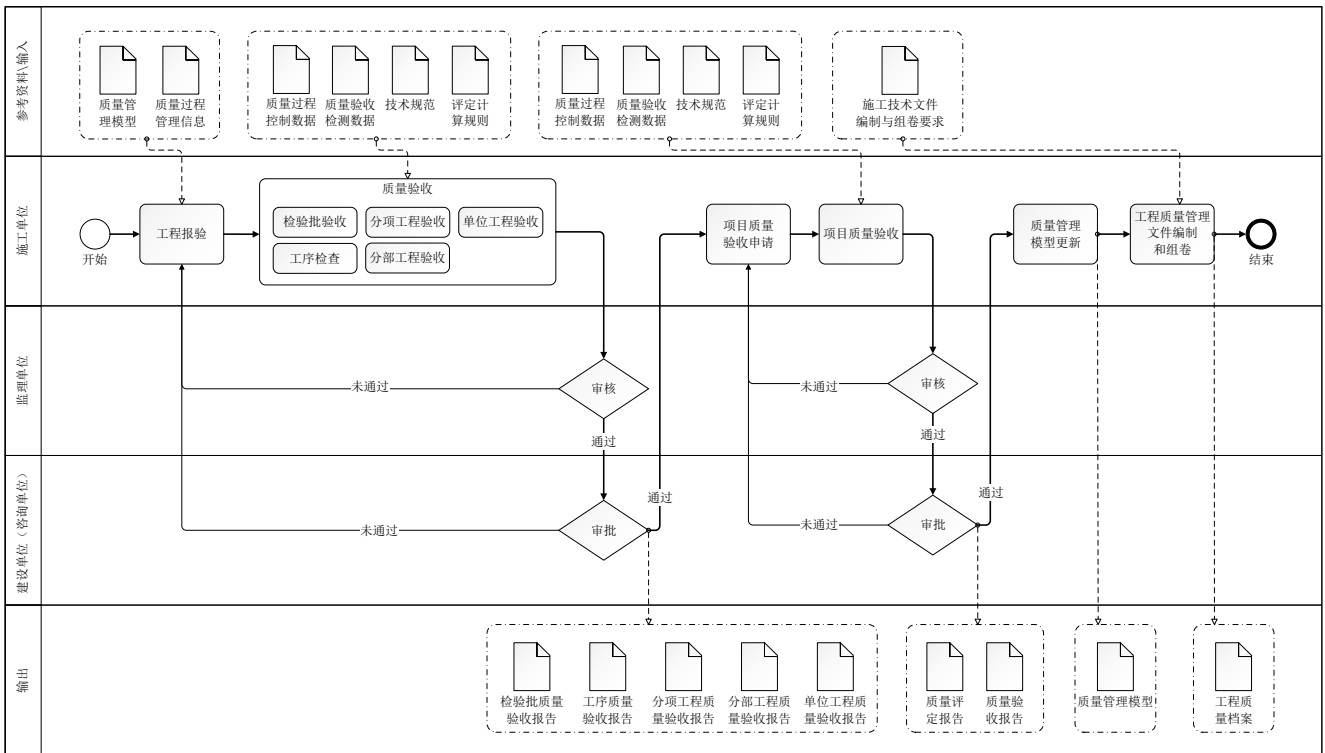 参考资料\输入
质量管
理模型
质量过程
管理信息
质量过程
控制数据
质量验收
检测数据
技术规范
评定计
算规则
质量过程
控制数据
质量验收
检测数据
技术规范
评定计
算规则
施工技术文件
编制与组卷要求
施工单位
开始
工程报验
质量验收
检验批验收
分项工程验收
单位工程验收
工序检查
分部工程验收
项目质量
验收申请
项目质量验收
质量管理
模型更新
工程质量管理
文件编制
和组卷
结束
监理单位
未通过
审核
通过
未通过
审核
通过
建设单位（咨询单位）
未通过
审批
通过
未通过
审批
通过
输出
检验批质量
验收报告
工序质量
验收报告
分项工程质
量验收报告
分部工程质
量验收报告
单位工程质
量验收报告
质量评
定报告
质量验
收报告
质量管理模型
工程质
量档案